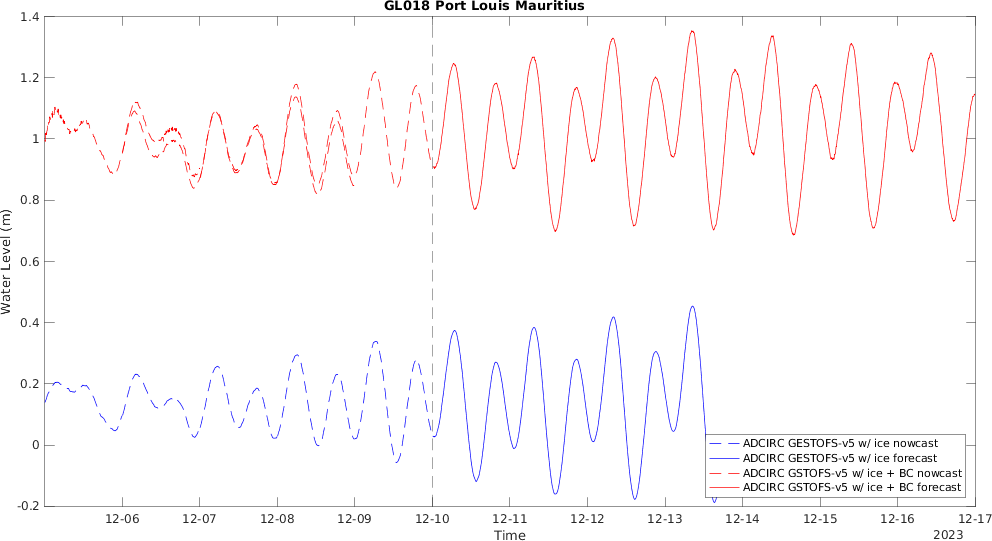 GL018 Port Louis Mauritius
Water Level (m)
1.4
1.2
1
0.8
0.6
0.4
0.2
0
-0.2
ADCIRC GESTOFS-v5 w/ ice nowcast
ADCIRC GESTOFS-v5 w/ ice forecast
ADCIRC GSTOFS-v5 w/ ice + BC nowcast
ADCIRC GSTOFS-v5 w/ ice + BC forecast
12-06 12-07 12-08 12-09 12-10 12-11 12-12 12-13 12-14 12-15 12-16 12-17
Time
2023